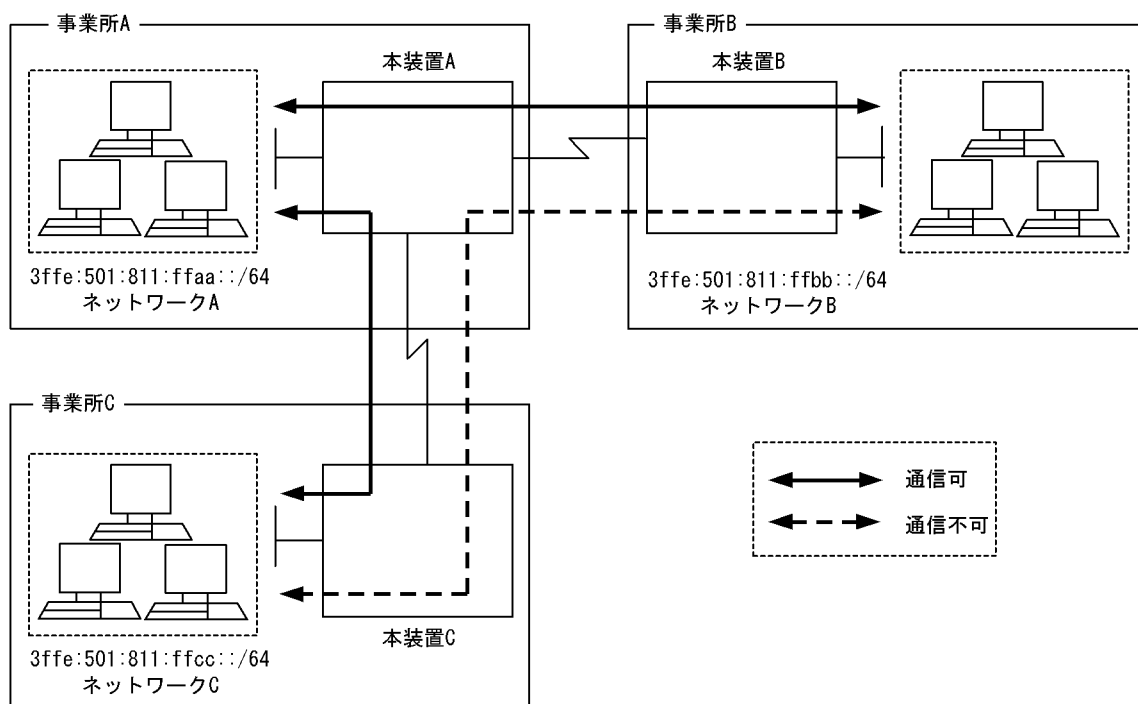 事業所A
本装置A
3ffe:501:811:ffaa::/64
ネットワークA
事業所B
本装置B
3ffe:501:811:ffbb::/64
ネットワークB
事業所C
本装置C
3ffe:501:811:ffcc::/64
ネットワークC
通信可
通信不可